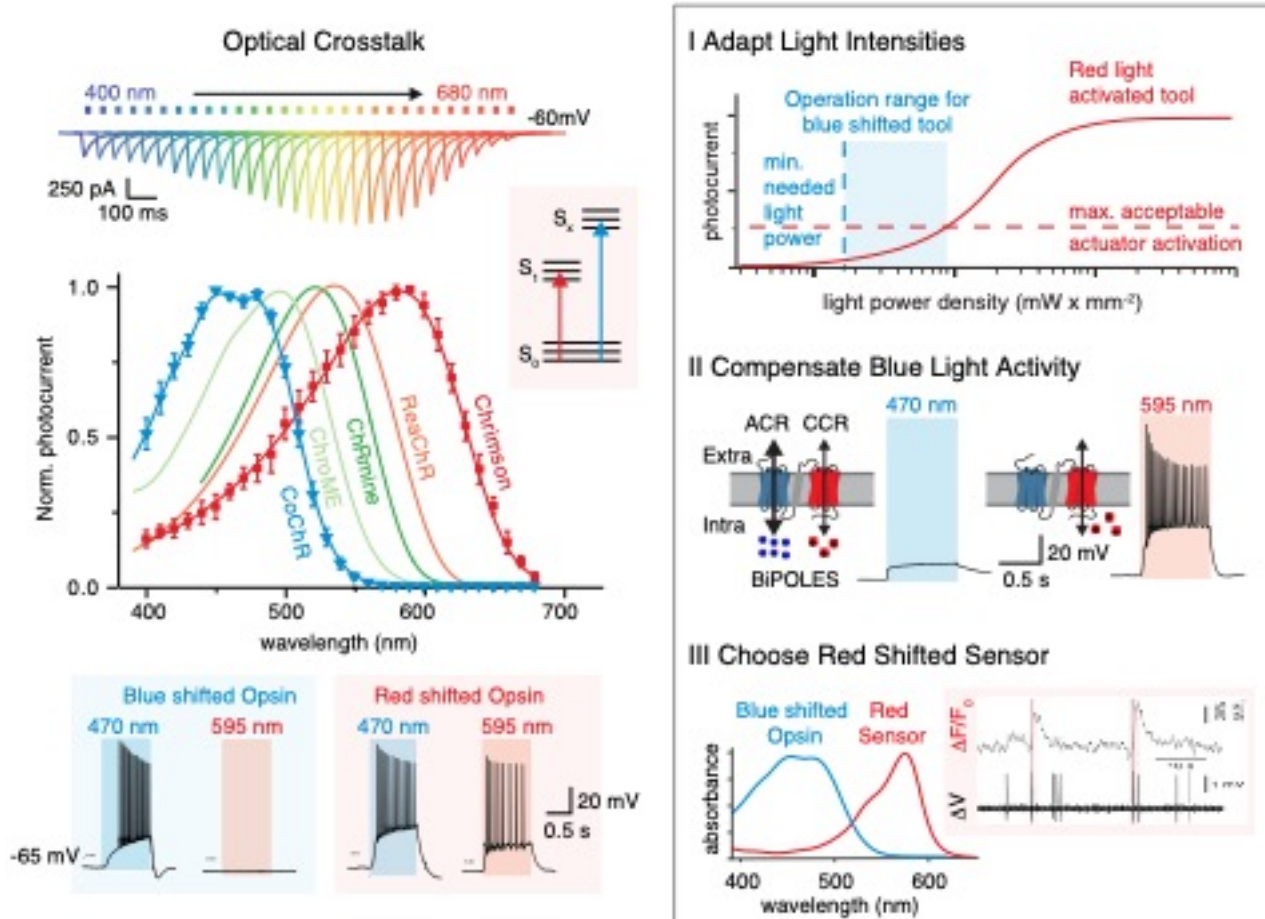 Optical Crosstalk
400 nm
680 nm
-60mV
250 pA
100 ms
Sₓ
S₁
S₀
1.0
0.5
0.0
Norm. photocurrent
CoChR
ChroME
ChRmine
ReaChR
Chrimson
400
500
600
700
wavelength (nm)
Blue shifted Opsin
470 nm
595 nm
-65 mV
Red shifted Opsin
470 nm
595 nm
20 mV
0.5 s
I Adapt Light Intensities
Red light
activated tool
Operation range for
blue shifted tool
min.
needed
light
power
max. acceptable
actuator activation
photocurrent
light power density (mW x mm⁻²)
II Compensate Blue Light Activity
470 nm
595 nm
ACR
CCR
Extra
Intra
BiPOLES
20 mV
0.5 s
III Choose Red Shifted Sensor
Blue shifted
Opsin
Red
Sensor
absorbance
400
500
600
wavelength (nm)
ΔF/F₀
ΔV